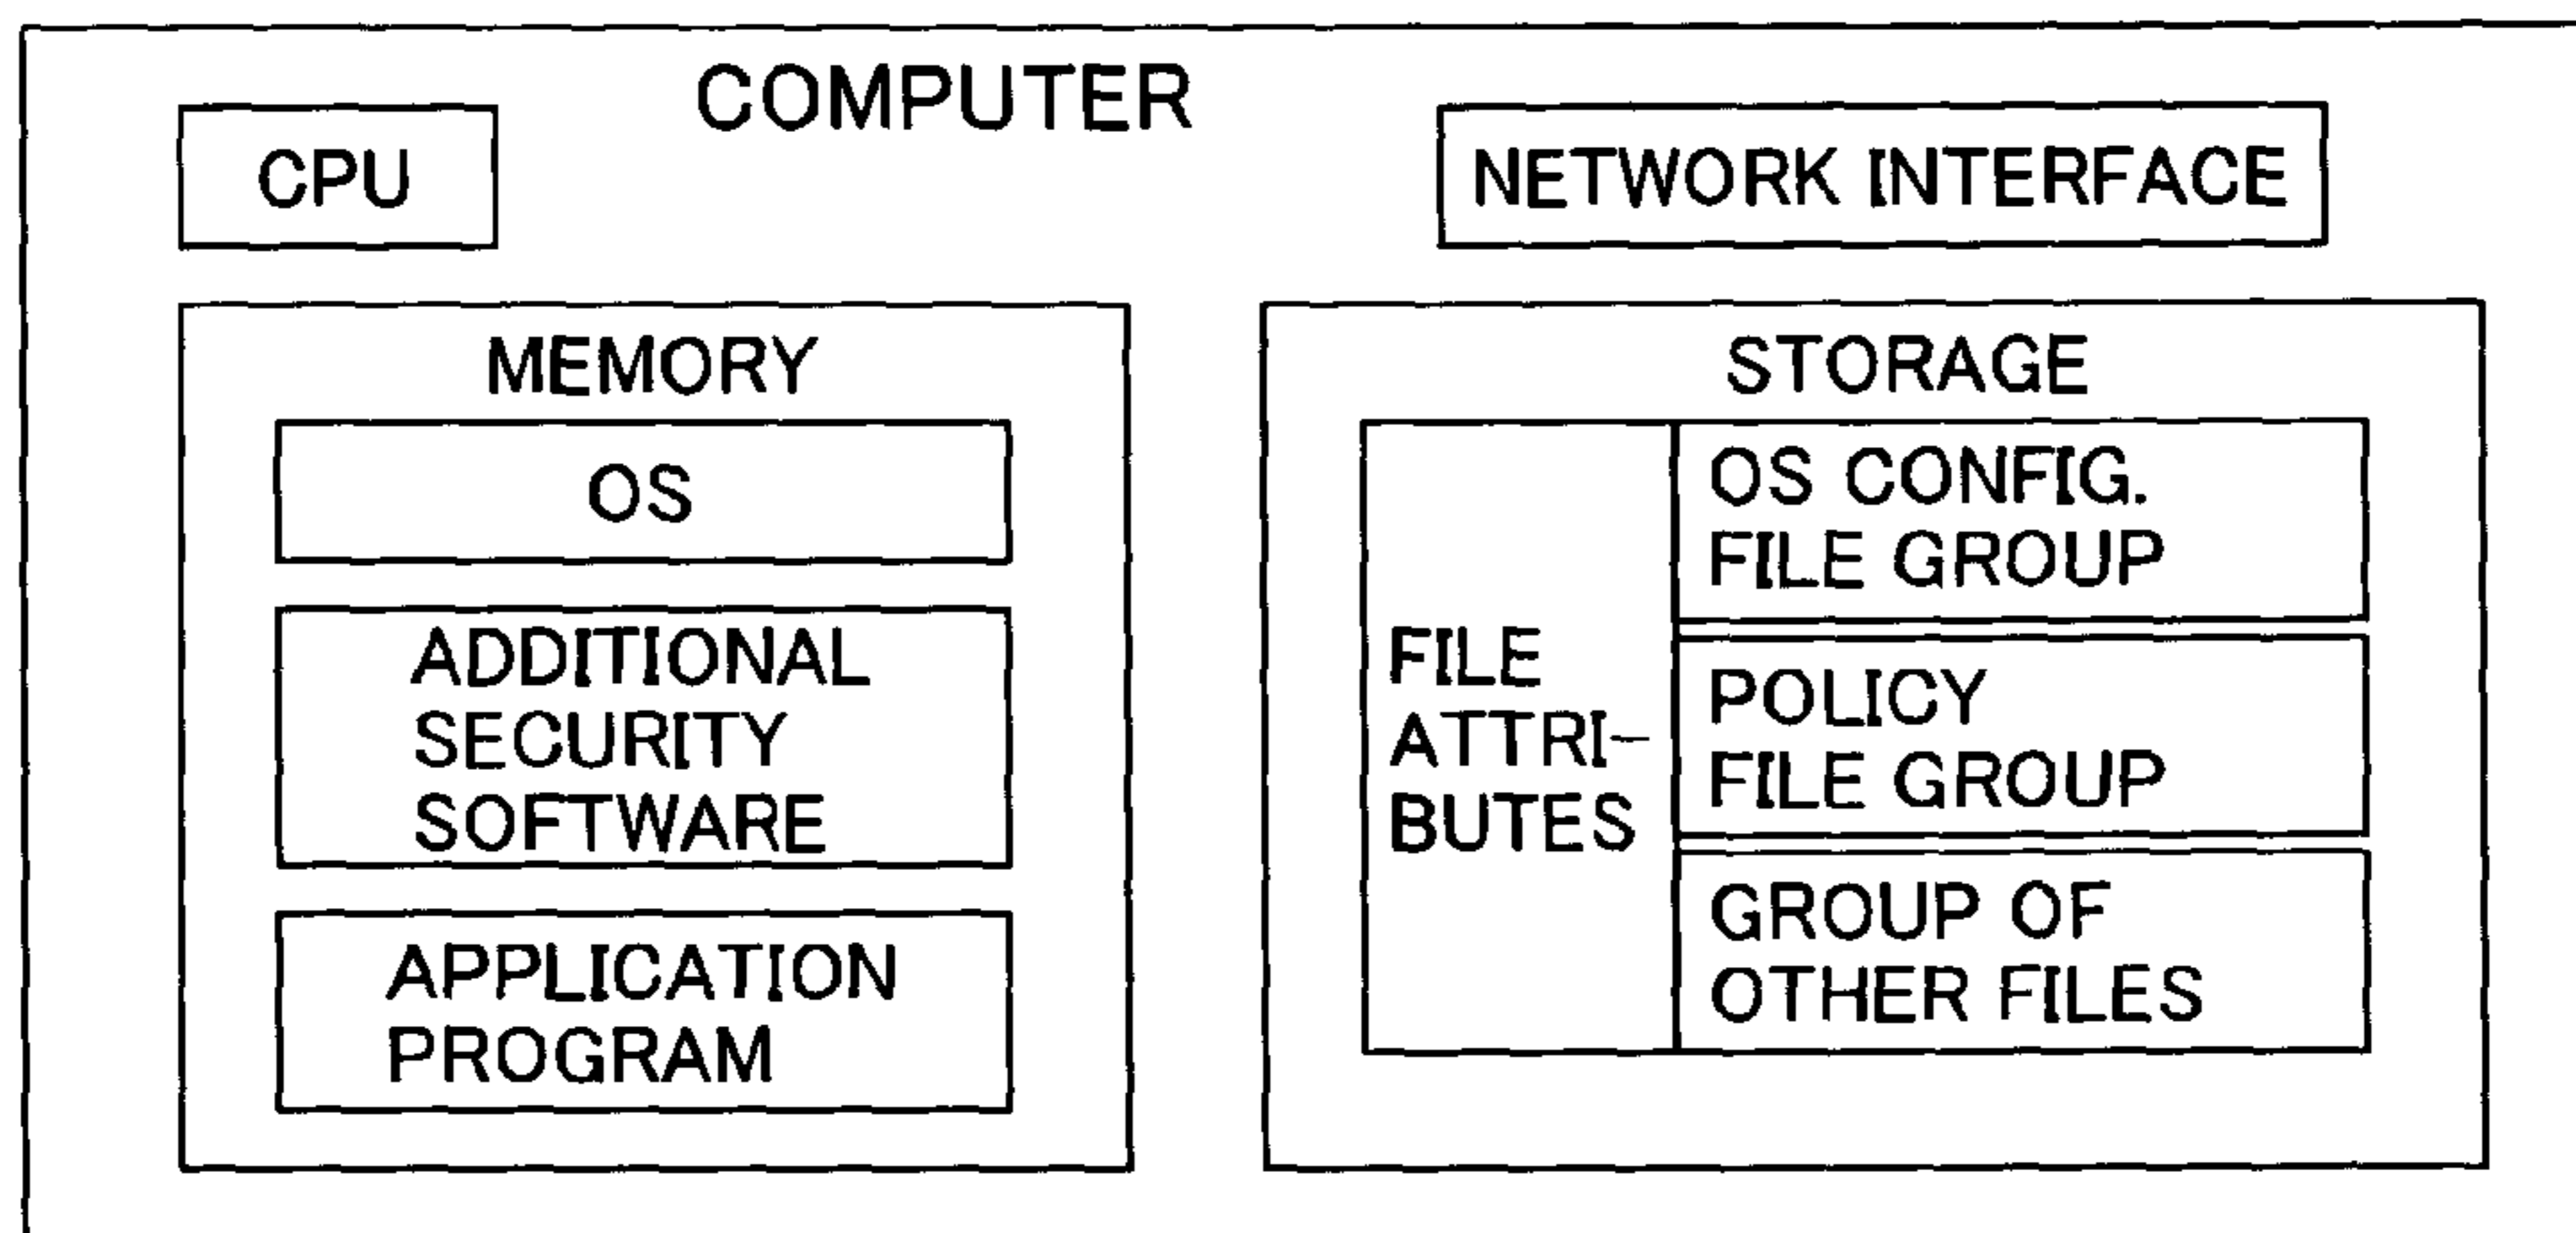 COMPUTER
CPU
NETWORK INTERFACE
MEMORY
OS
ADDITIONAL
SECURITY
SOFTWARE
APPLICATION
PROGRAM
STORAGE
FILE
ATTRI-
BUTES
OS CONFIG.
FILE GROUP
POLICY
FILE GROUP
GROUP OF
OTHER FILES